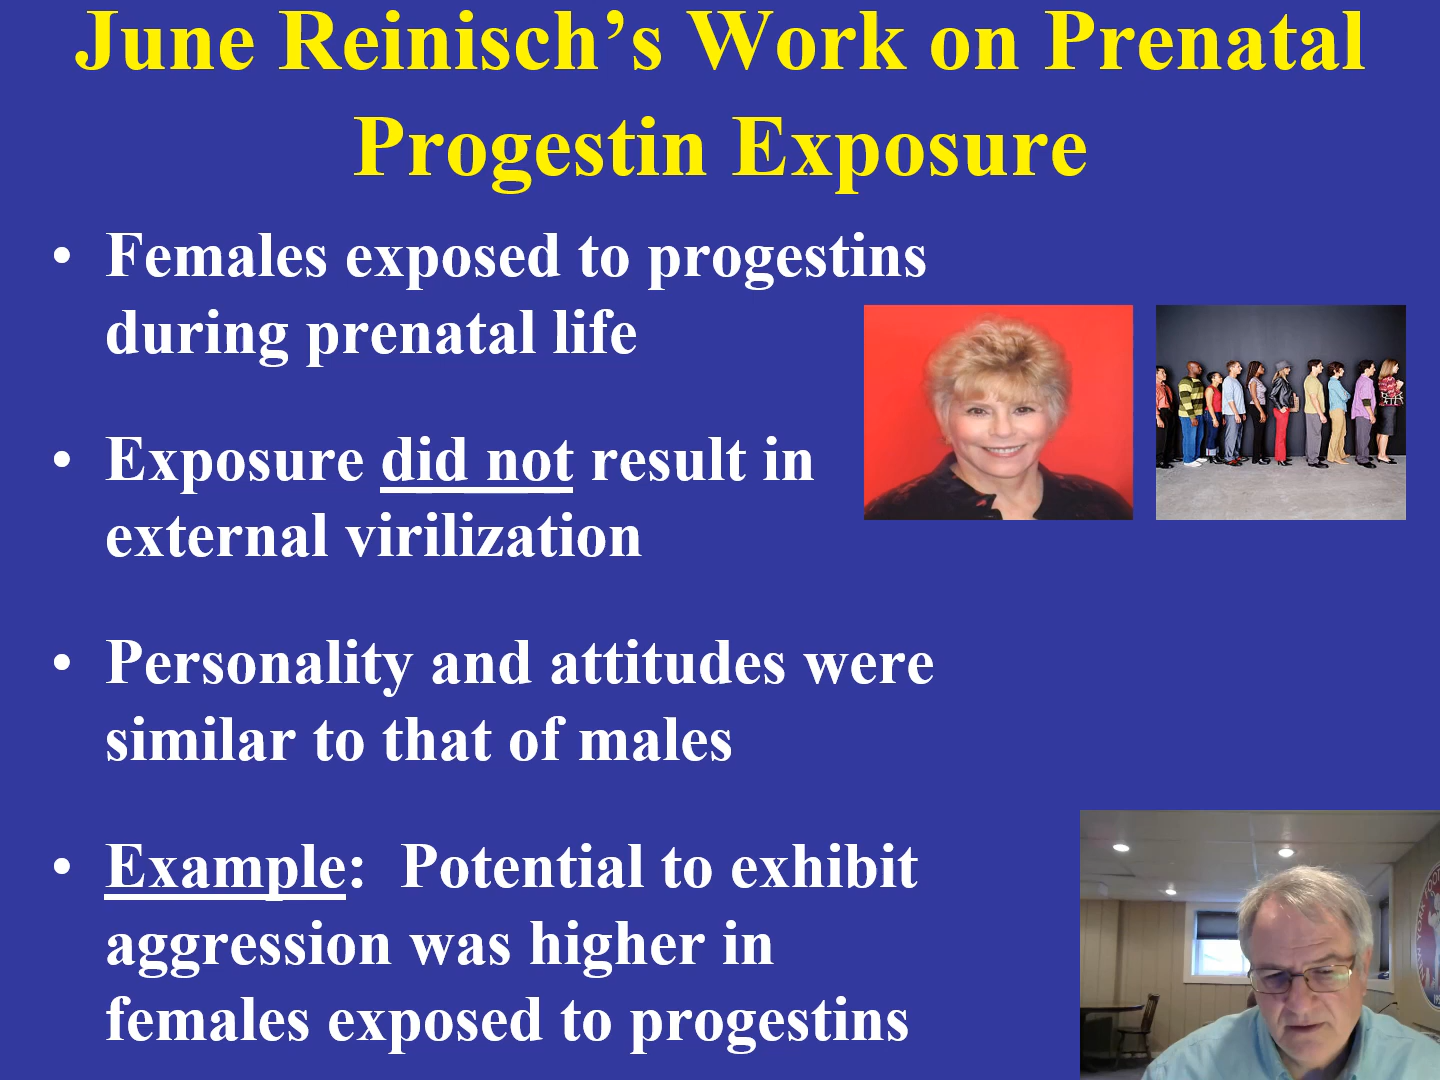 June Reinisch’s Work on Prenatal
Progestin Exposure
• Females exposed to progestins
during prenatal life
• Exposure did not result in
external virilization
• Personality and attitudes were
similar to that of males
• Example: Potential to exhibit
aggression was higher in
females exposed to progestins
YORK FOOT